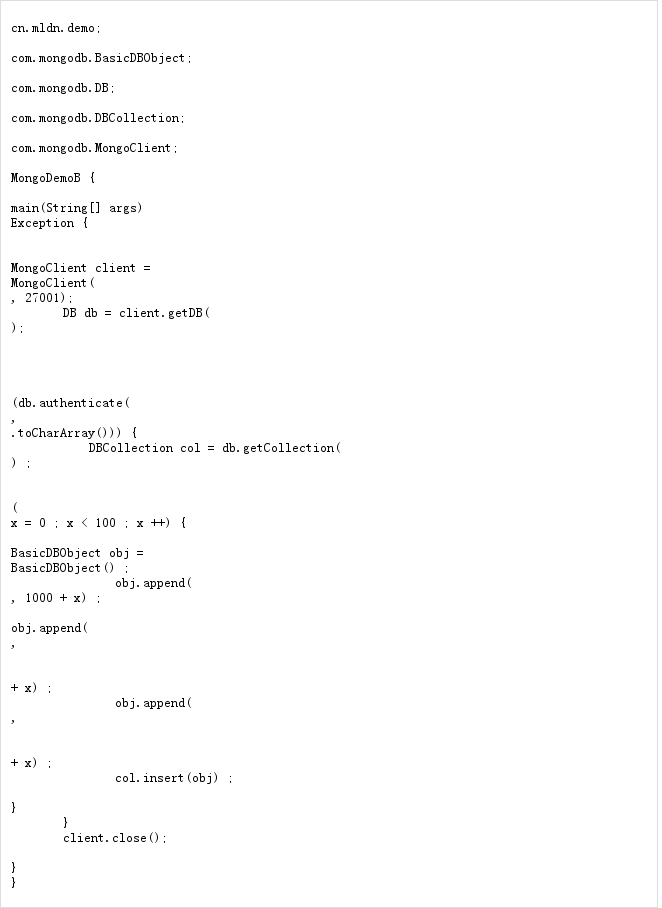 cn.mldn.demo;
com.mongodb.BasicDBObject;
com.mongodb.DB;
com.mongodb.DBCollection;
com.mongodb.MongoClient;
MongoDemoB {
main(String[] args)
Exception {
MongoClient client =
MongoClient(
, 27001);
DB db = client.getDB(
);
(db.authenticate(
,
.toCharArray())) {
DBCollection col = db.getCollection(
) ;
(
x = 0 ; x < 100 ; x ++) {
BasicDBObject obj =
BasicDBObject() ;
obj.append(
, 1000 + x) ;
obj.append(
,
+ x) ;
obj.append(
,
+ x) ;
col.insert(obj) ;
}
}
client.close();
}
}